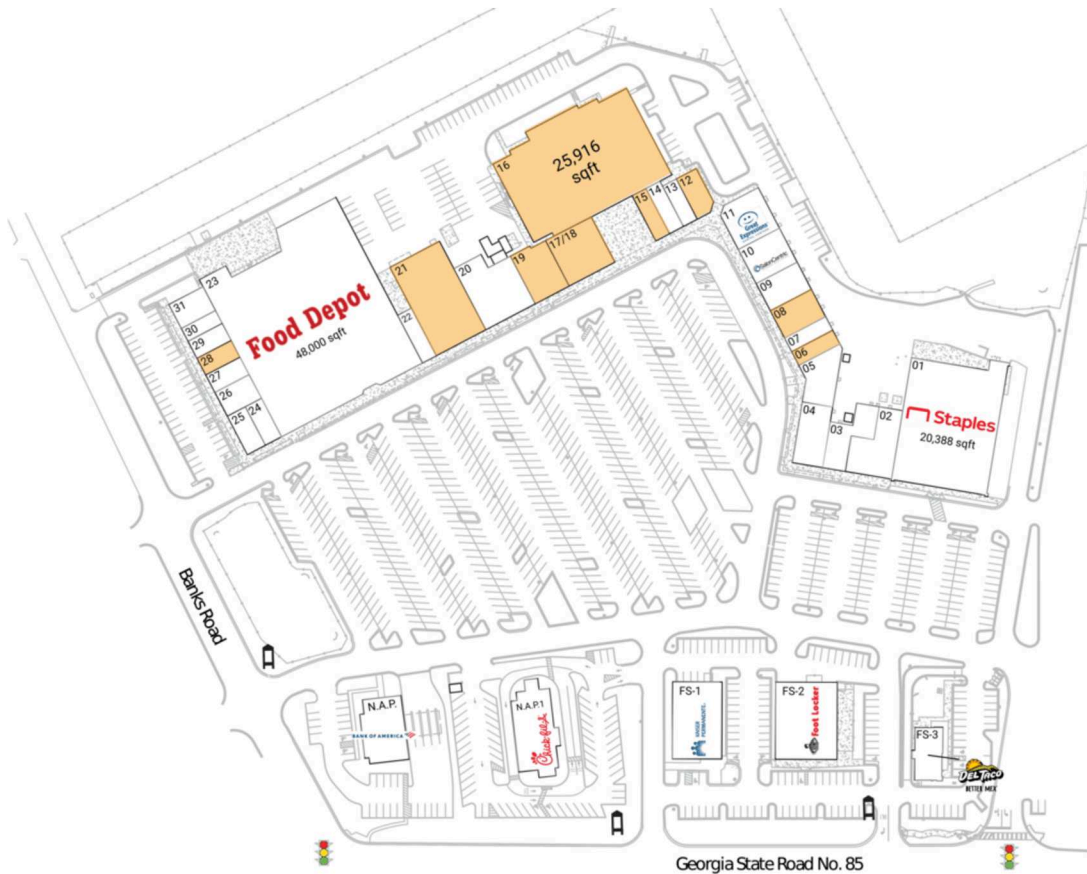 16
25,916
sqft
15
14
13
12
11
Great
Expressions
10
09
08
07
06
05
04
03
02
01
Staples
20,388 sqft
17/18
19
20
21
22
23
Food Depot
48,000 sqft
31
30
29
28
27
26
25
24
Banks Road
N.A.P.
BANK OF AMERICA
N.A.P.1
Chick-fil-A
FS-1
KAISER
PERMANENTE
FS-2
Foot Locker
FS-3
DEL TACO
BETTER MEX
Georgia State Road No. 85